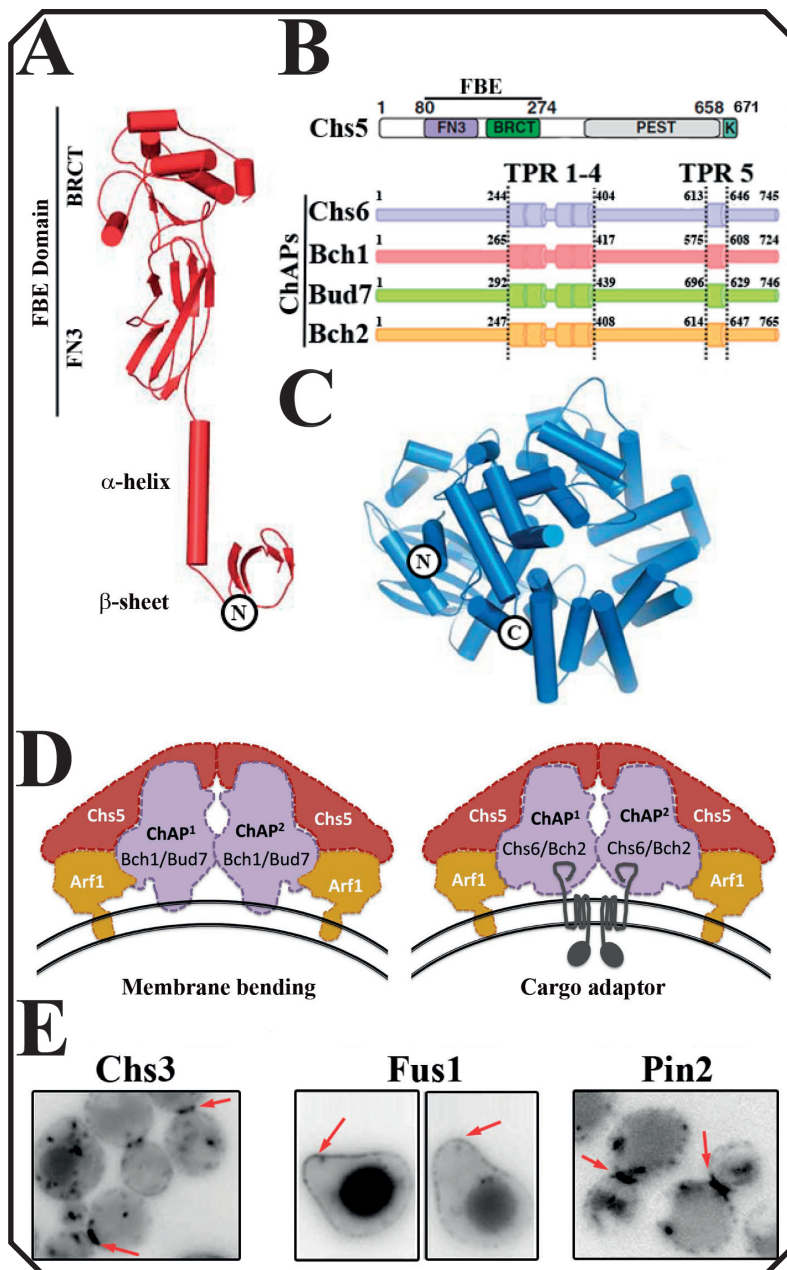 A
BRCT
FBE Domain
FN3
α-helix
β-sheet
N
B
FBE
1 80 274 658 671
Chs5 FN3 BRCT PEST K
TPR 1-4 TPR 5
ChAPs
1 244 404 613 646 745
Chs6
1 265 417 575 608 724
Bch1
1 292 439 696 629 746
Bud7
1 247 408 614 647 765
Bch2
C
N
C
D
Chs5 ChAP1 ChAP2 Chs5
Bch1/Bud7 Bch1/Bud7
Arf1 Arf1
Membrane bending
Chs5 ChAP1 ChAP2 Chs5
Chs6/Bch2 Chs6/Bch2
Arf1 Arf1
Cargo adaptor
E
Chs3 Fus1 Pin2